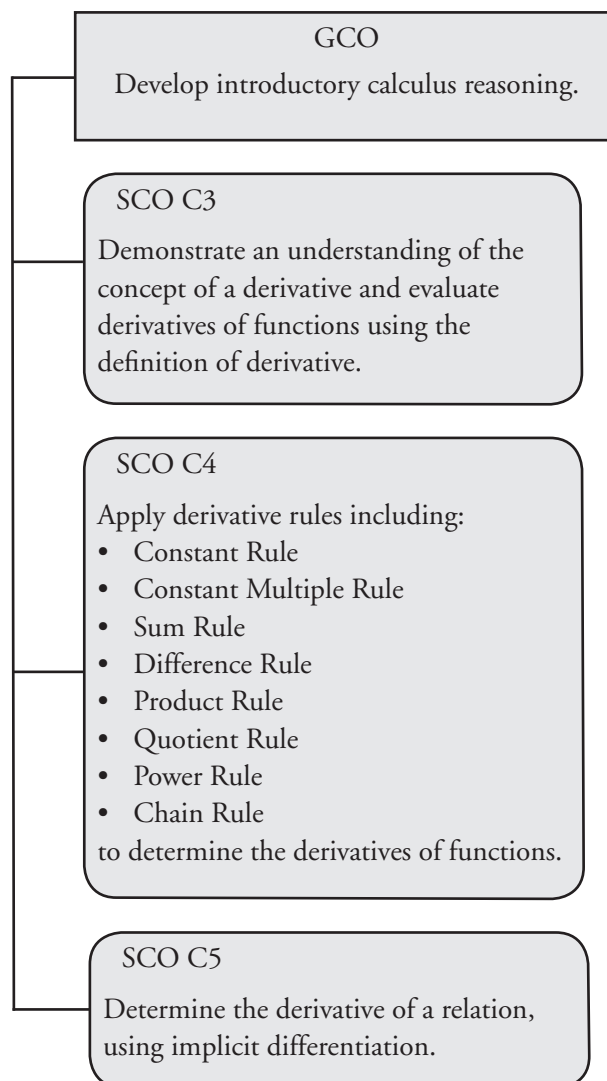 GCO
Develop introductory calculus reasoning.
SCO C3
Demonstrate an understanding of the
concept of a derivative and evaluate
derivatives of functions using the
definition of derivative.
SCO C4
Apply derivative rules including:
• Constant Rule
• Constant Multiple Rule
• Sum Rule
• Difference Rule
• Product Rule
• Quotient Rule
• Power Rule
• Chain Rule
to determine the derivatives of functions.
SCO C5
Determine the derivative of a relation,
using implicit differentiation.